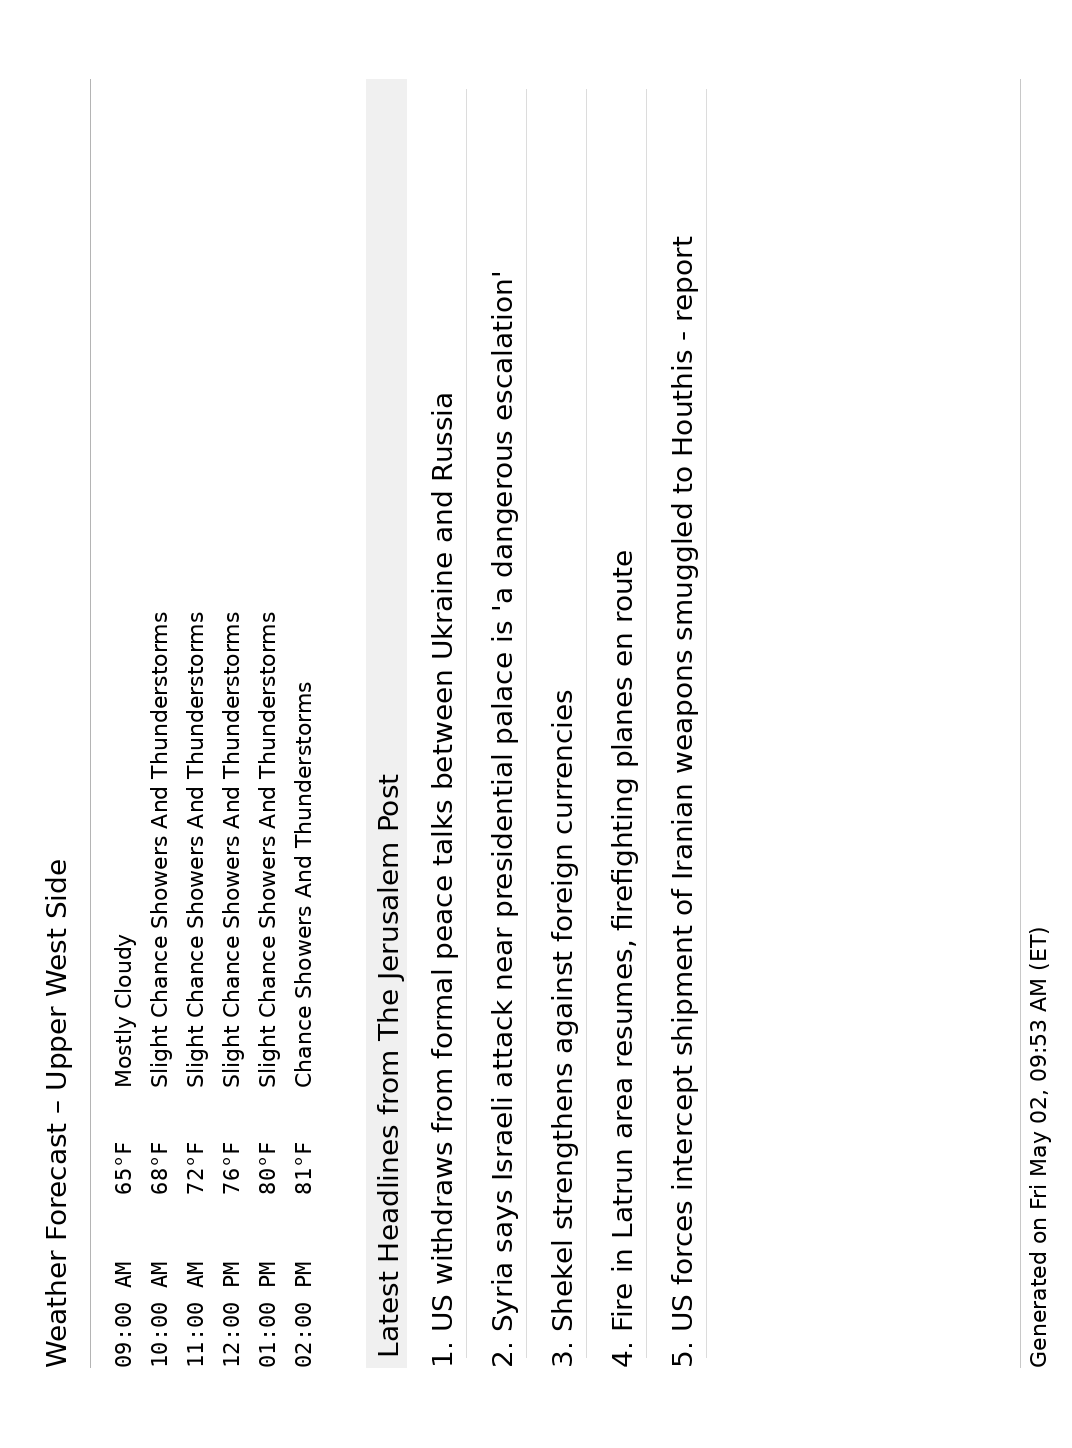 Weather Forecast – Upper West Side
09:00 AM 65°F Mostly Cloudy
10:00 AM 68°F Slight Chance Showers And Thunderstorms
11:00 AM 72°F Slight Chance Showers And Thunderstorms
12:00 PM 76°F Slight Chance Showers And Thunderstorms
01:00 PM 80°F Slight Chance Showers And Thunderstorms
02:00 PM 81°F Chance Showers And Thunderstorms
Latest Headlines from The Jerusalem Post
1. US withdraws from formal peace talks between Ukraine and Russia
2. Syria says Israeli attack near presidential palace is 'a dangerous escalation'
3. Shekel strengthens against foreign currencies
4. Fire in Latrun area resumes, firefighting planes en route
5. US forces intercept shipment of Iranian weapons smuggled to Houthis - report
Generated on Fri May 02, 09:53 AM (ET)